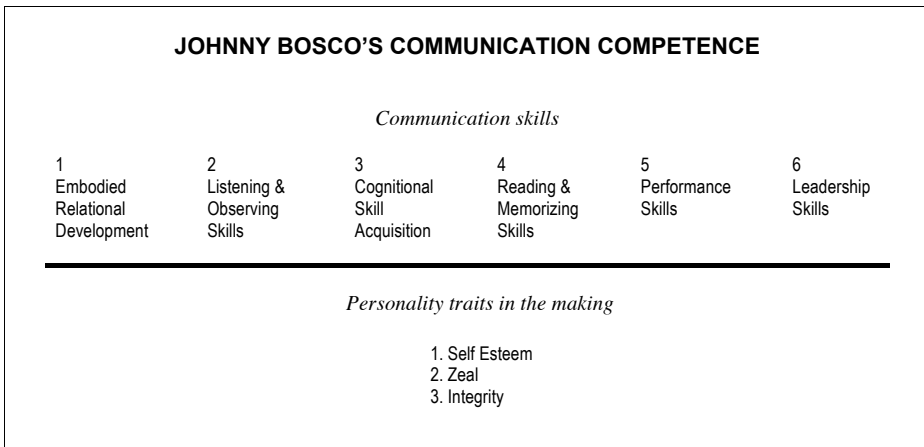 JOHNNY BOSCO’S COMMUNICATION COMPETENCE
Communication skills
1
Embodied
Relational
Development
2
Listening &
Observing
Skills
3
Cognitional
Skill
Acquisition
4
Reading &
Memorizing
Skills
5
Performance
Skills
6
Leadership
Skills
Personality traits in the making
1. Self Esteem
2. Zeal
3. Integrity